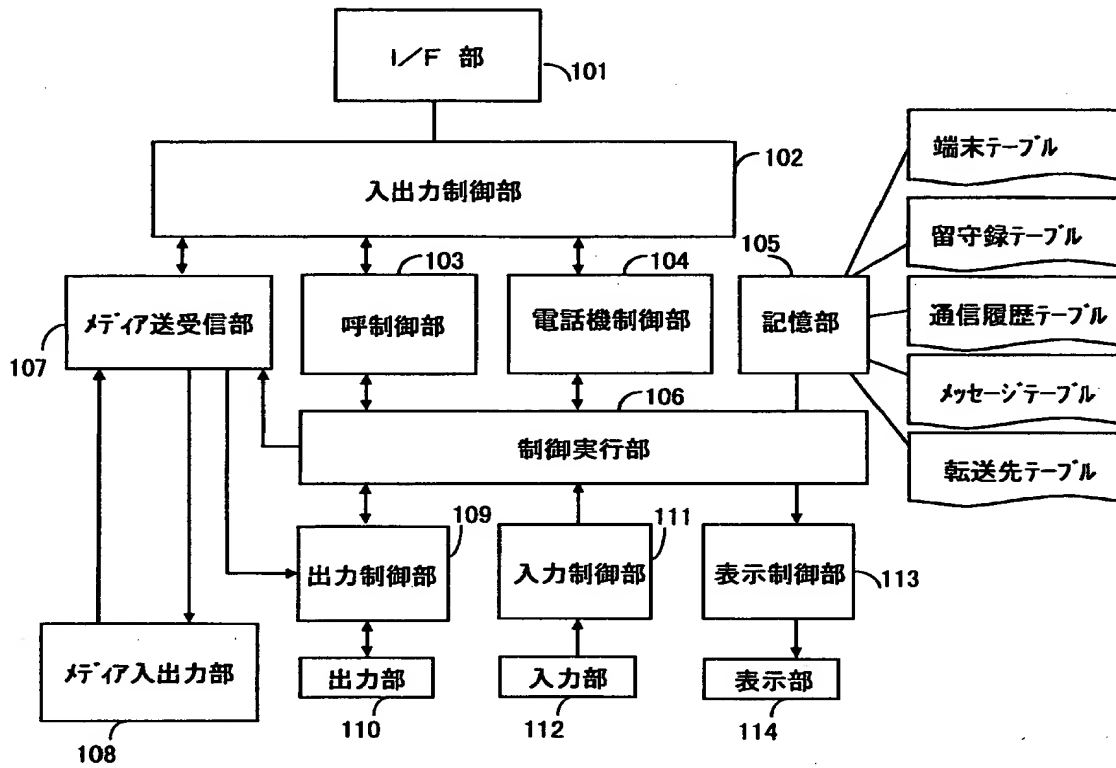 I/F 部
101
102
入出力制御部
端末テーブル
留守録テーブル
通信履歴テーブル
メッセージテーブル
転送先テーブル
103
104
105
メディア送受信部
呼制御部
電話機制御部
記憶部
107
106
制御実行部
109
111
出力制御部
入力制御部
表示制御部
113
メディア入出力部
出力部
入力部
表示部
108
110
112
114